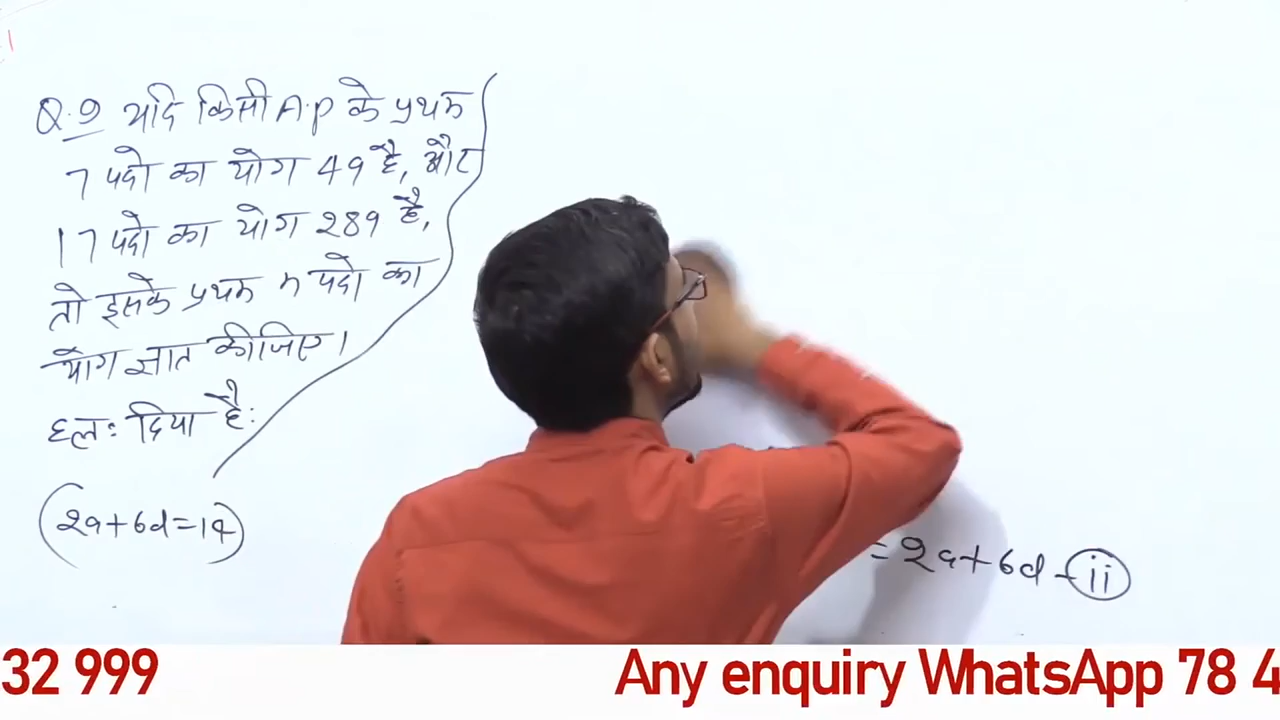 Q.9 यदि किसी A.P के प्रथम
7 पदो का योग 49 है, और
17 पदो का योग 289 है,
तो इसके प्रथम n पदो का
योग ज्ञात कीजिए।
हल: दिया है:
(2a+6d=14)
=2a+6d-ii
32 999
Any enquiry WhatsApp 78 4